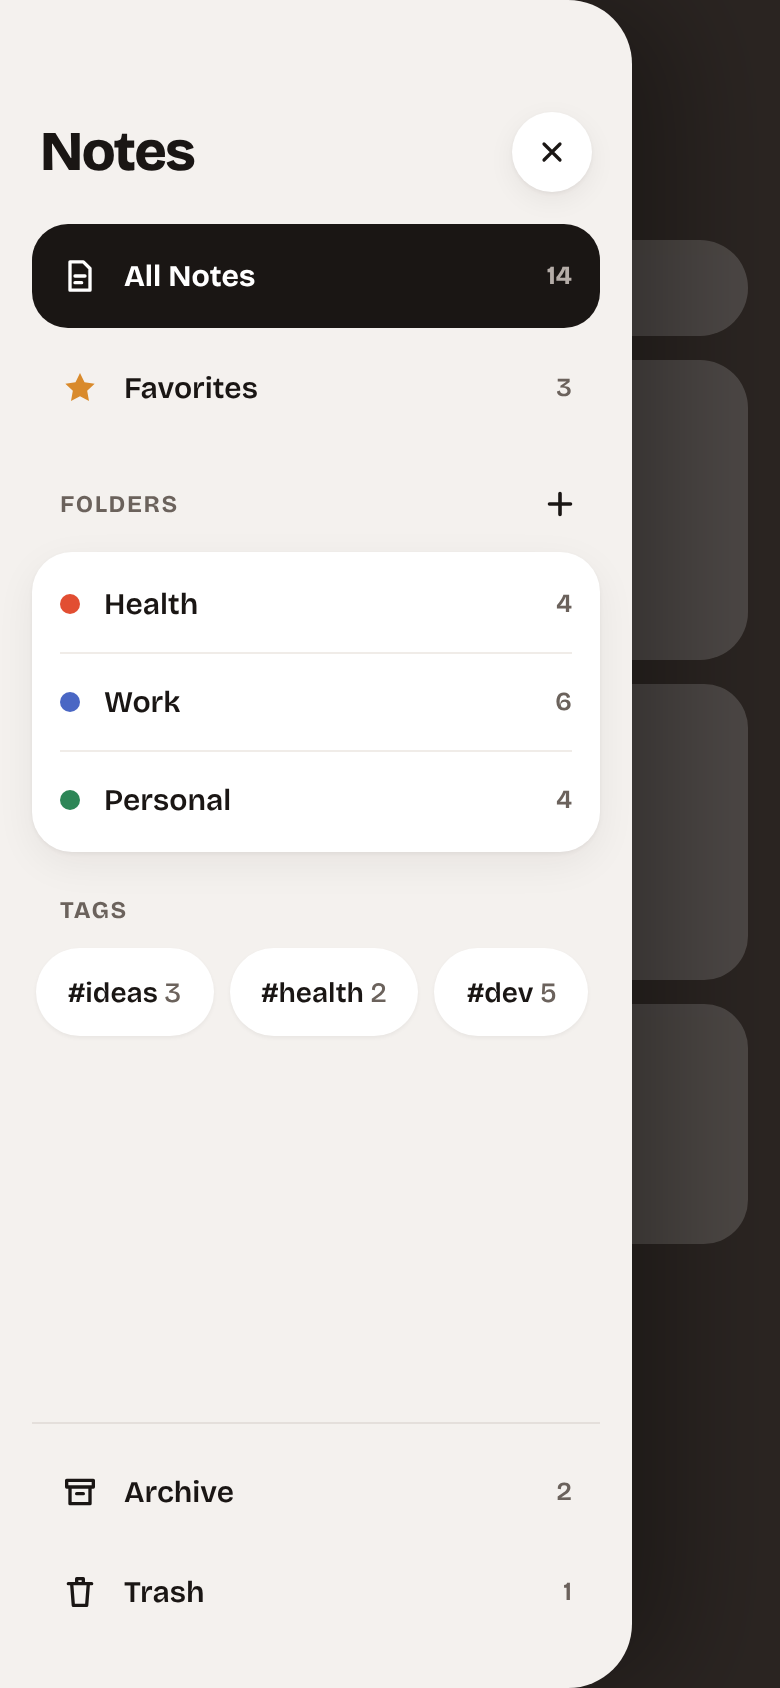 Notes
All Notes 14
Favorites 3
FOLDERS
Health 4
Work 6
Personal 4
TAGS
#ideas 3 #health 2 #dev 5
Archive 2
Trash 1